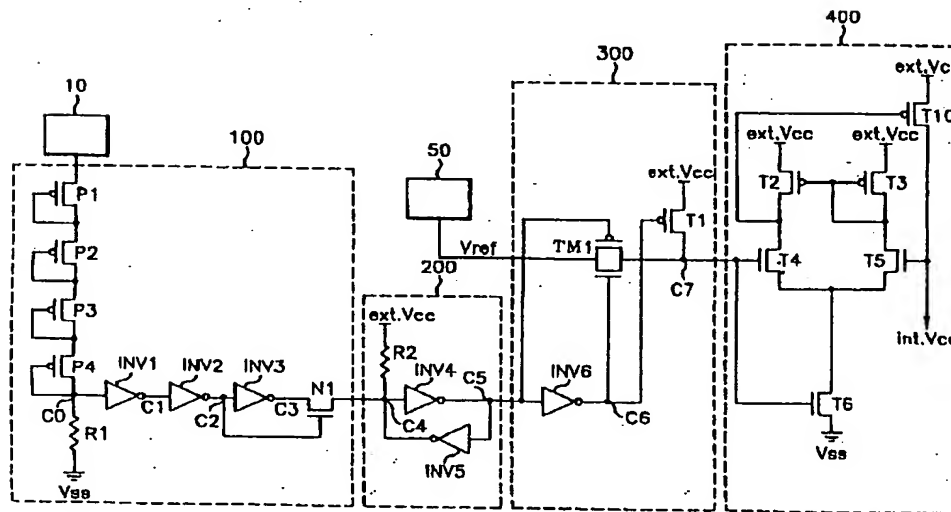 400
300
10
ext.Vc
T10
100
50
ext.Vcc
ext.Vcc
ext.Vcc
P1
T2
T3
T1
Vref
TM1
P2
200
T4
T5
C7
P3
ext.Vcc
int.Vcc
P4
INV1
INV2
INV3
N1
R2
INV4
C5
INV6
C0
C1
C2
C3
C4
C6
T6
R1
INV5
Vss
Vss